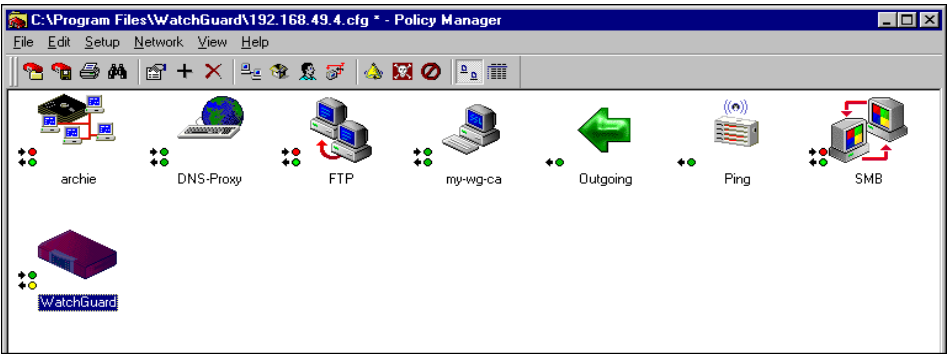 C:\Program Files\WatchGuard\192.168.49.4.cfg * - Policy Manager
File Edit Setup Network View Help
archie DNS-Proxy FTP my-wg-ca Outgoing Ping SMB
WatchGuard